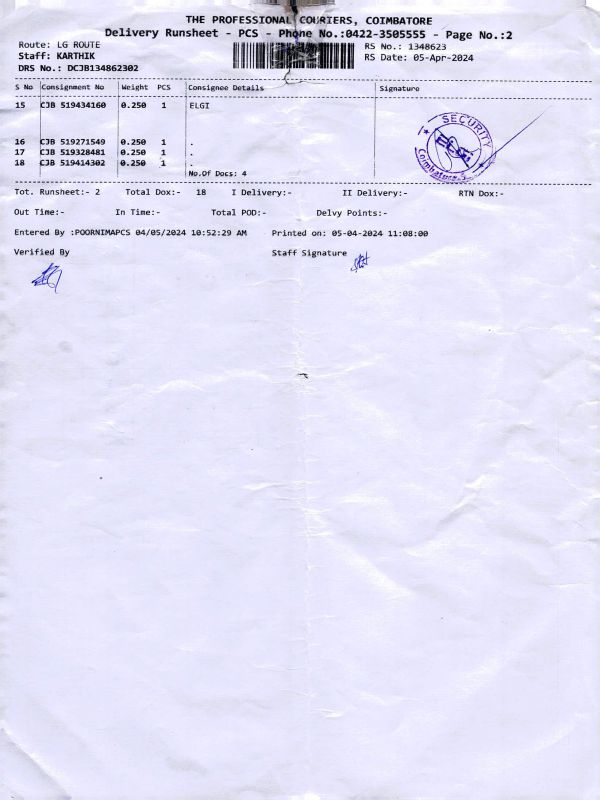 THE PROFESSIONAL COURIERS, COIMBATORE
Delivery Runsheet - PCS - Phone No.:0422-3505555 - Page No.:2
Route: LG ROUTE RS No.: 1348623
Staff: KARTHIK RS Date: 05-Apr-2024
DRS No.: DCJB134862302
S No Consignment No Weight PCS Consignee Details Signature
15 CJB 519434160 0.250 1 ELGI
SECURITY
ELGI
Coimbatore-5
16 CJB 519271549 0.250 1 .
17 CJB 519328481 0.250 1 .
18 CJB 519414302 0.250 1 .
No.Of Docs: 4
Tot. Runsheet:- 2 Total Dox:- 18 I Delivery:- II Delivery:- RTN Dox:-
Out Time:- In Time:- Total POD:- Delvy Points:-
Entered By :POORNIMAPCS 04/05/2024 10:52:29 AM Printed on: 05-04-2024 11:08:00
Verified By Staff Signature